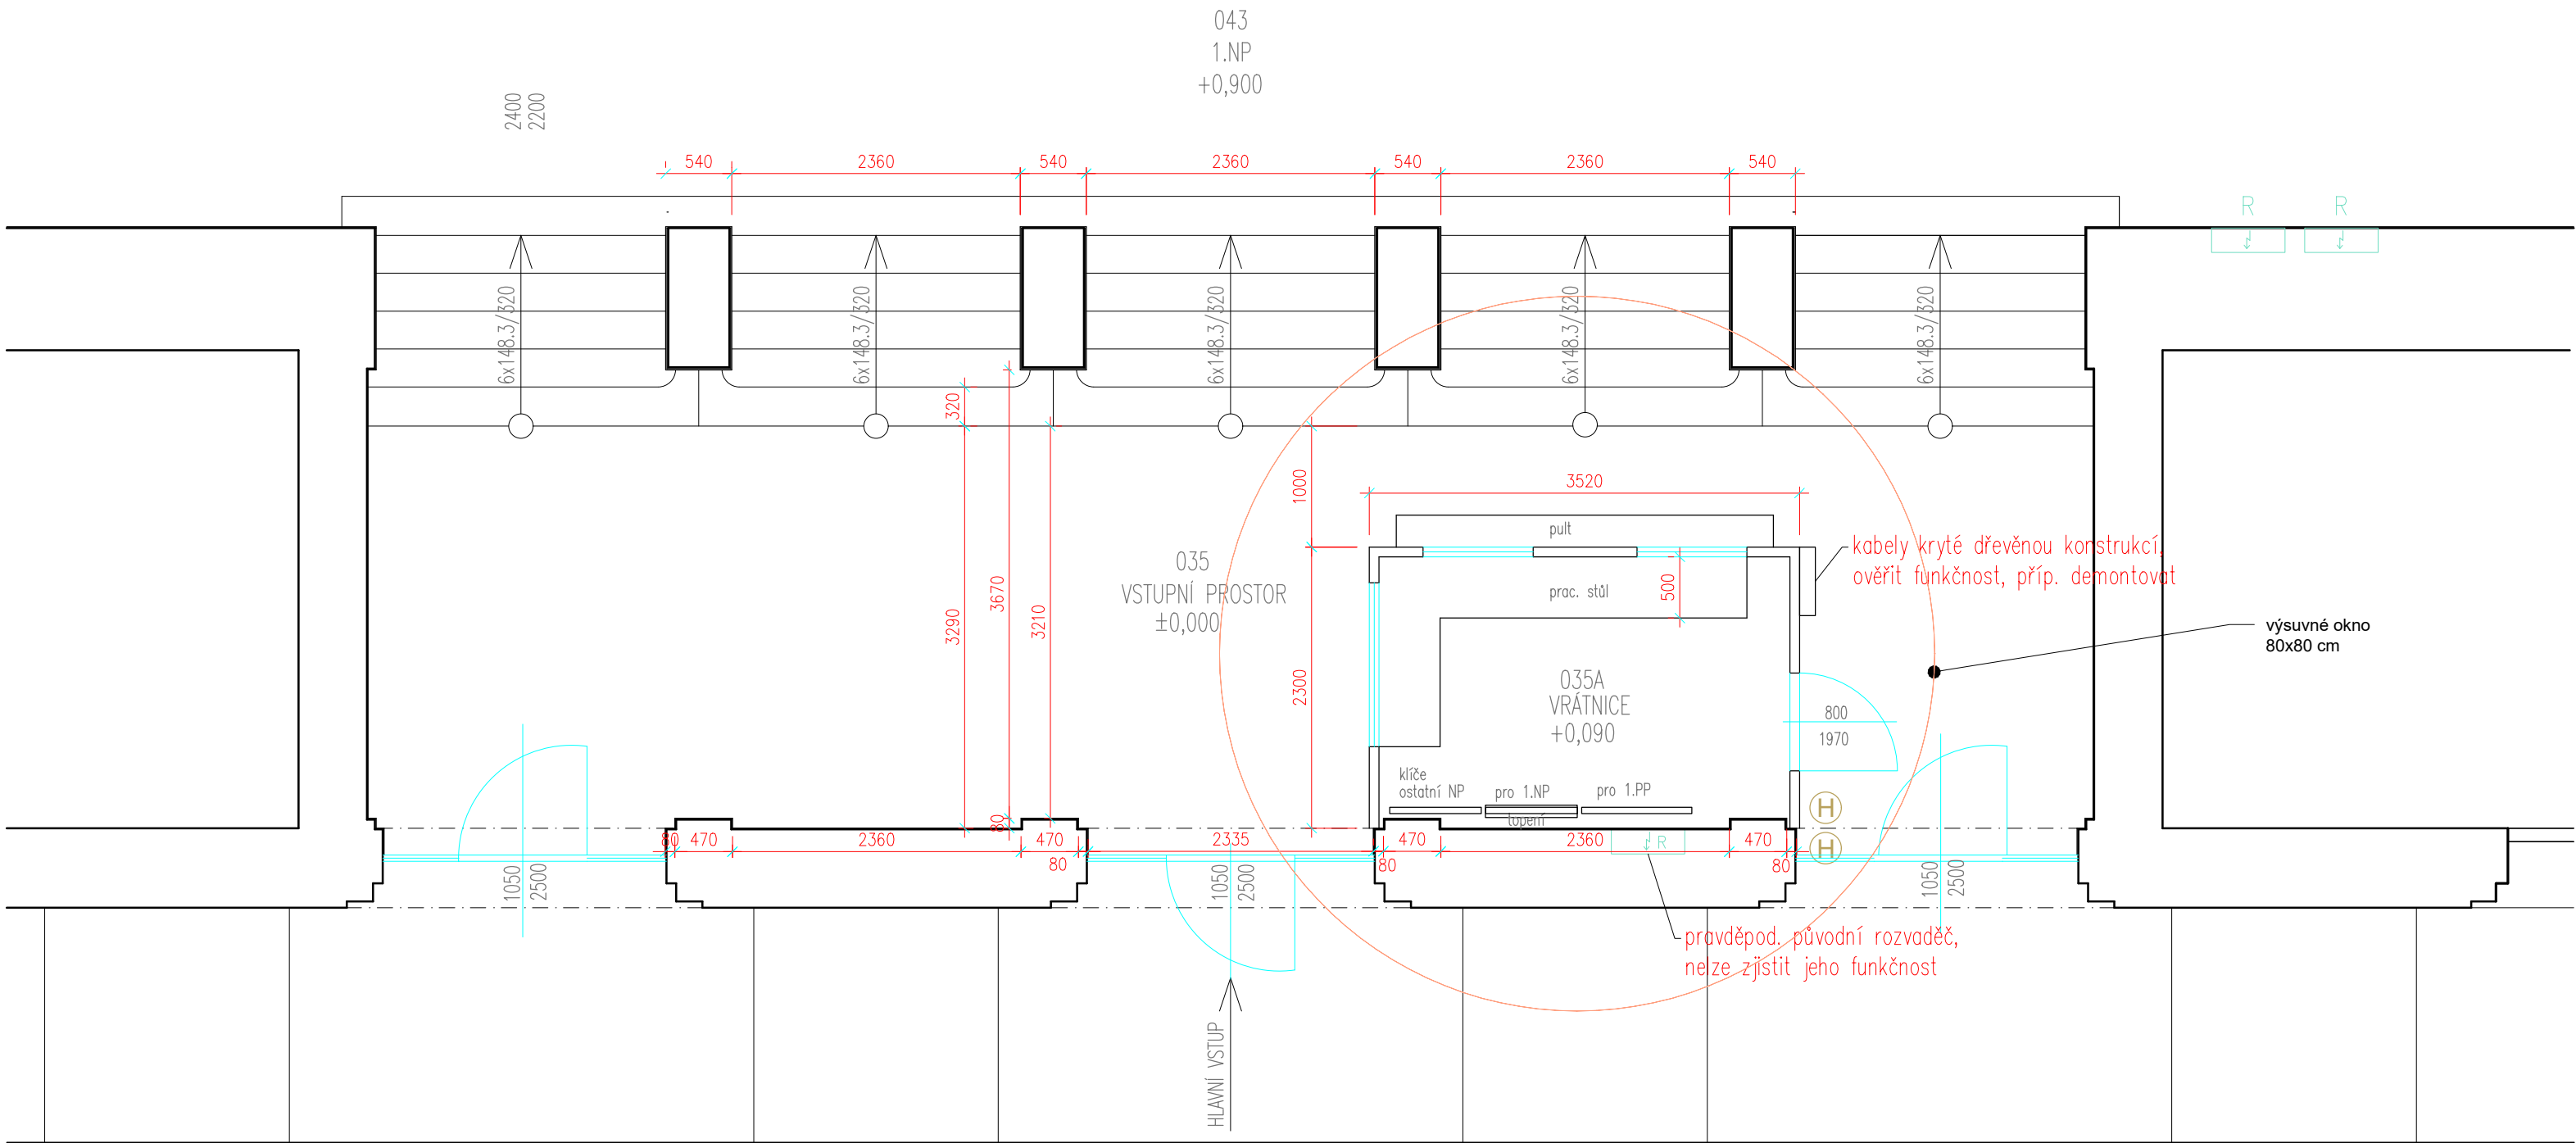 043
1.NP
+0,900
2400
2200
540
2360
540
2360
540
2360
540
R
R
6x148.3/320
6x148.3/320
6x148.3/320
6x148.3/320
6x148.3/320
320
1000
3520
pult
kabely kryté dřevěnou konstrukcí,
ověřit funkčnost, příp. demontovat
035
VSTUPNÍ PROSTOR
±0,000
3290
3670
3210
2300
prac. stůl
500
výsuvné okno
80x80 cm
035A
VRÁTNICE
+0,090
800
1970
klíče
ostatní NP
pro 1.NP
pro 1.PP
topení
H
H
80
80
470
2360
470
80
2335
80
470
2360
470
80
R
1050
2500
1050
2500
1050
2500
pravděpod. původní rozvaděč,
nelze zjistit jeho funkčnost
HLAVNÍ VSTUP